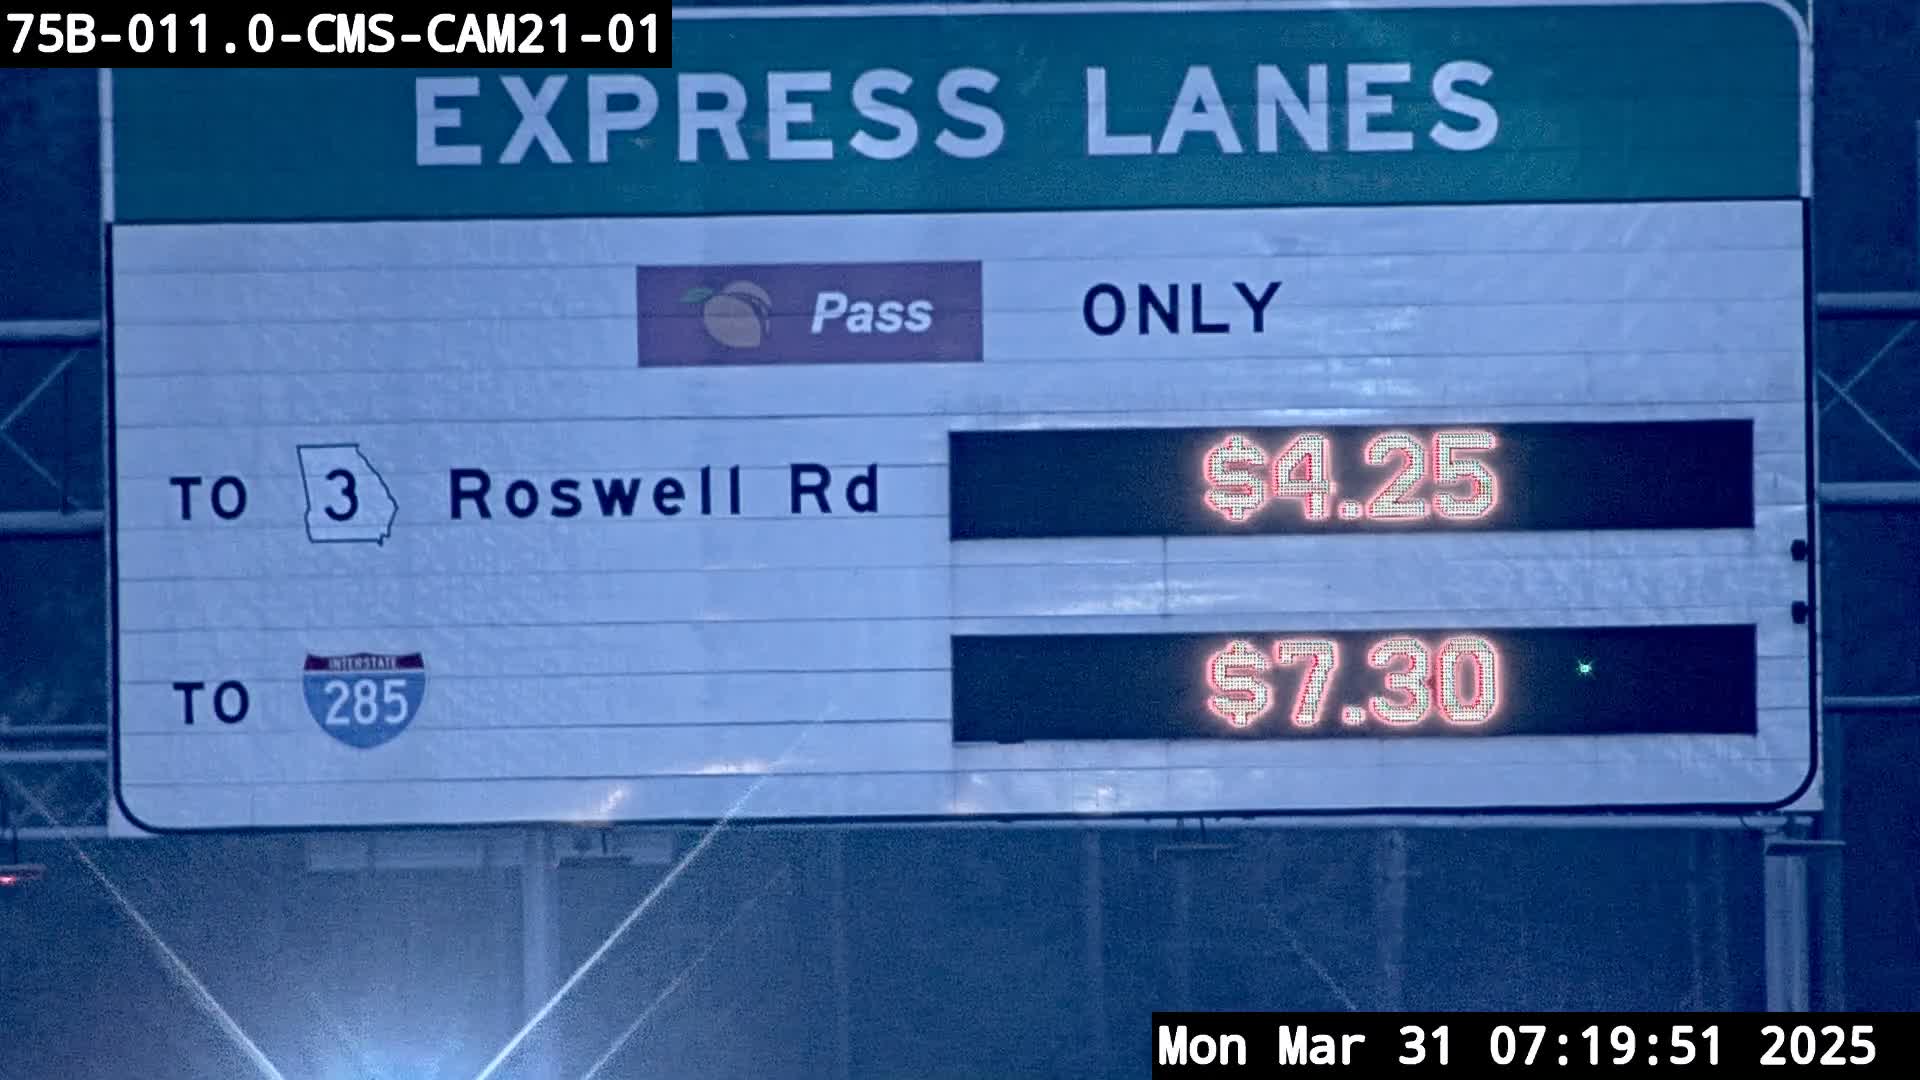 75B-011.0-CMS-CAM21-01
EXPRESS LANES
Pass ONLY
TO 3 Roswell Rd $4.25
TO INTERSTATE 285 $7.30
Mon Mar 31 07:19:51 2025